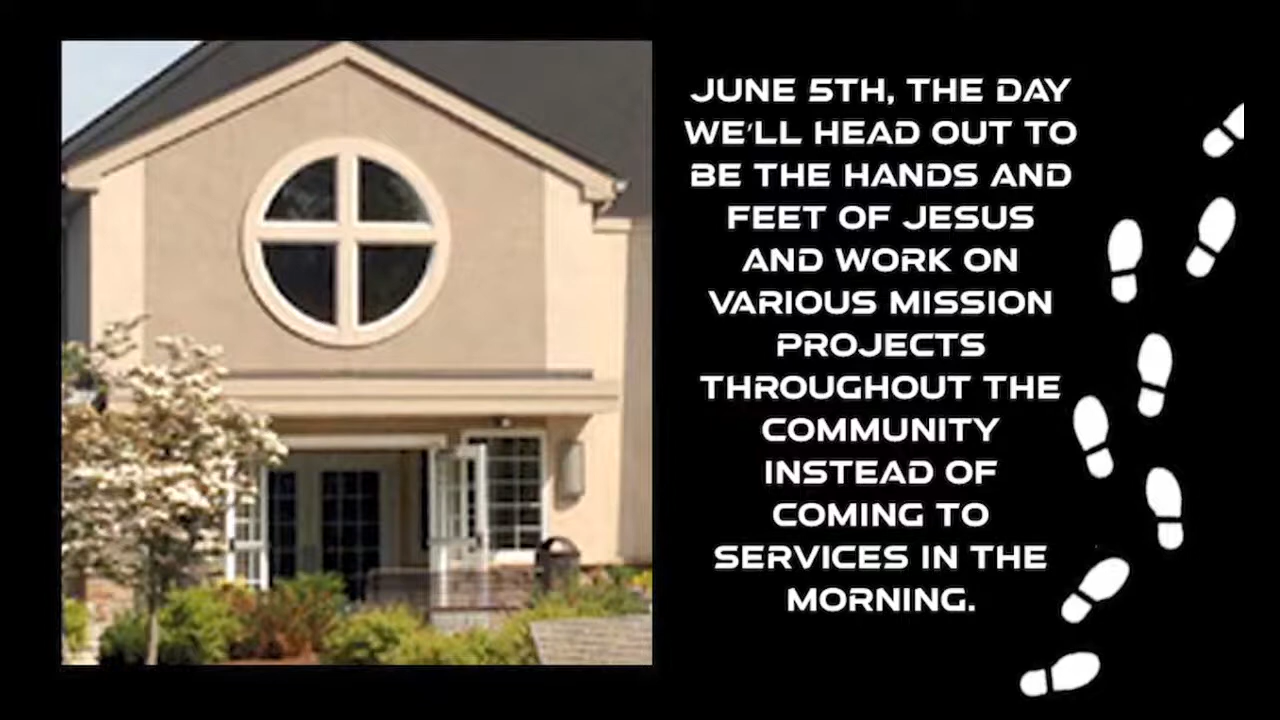 JUNE 5TH, THE DAY
WE'LL HEAD OUT TO
BE THE HANDS AND
FEET OF JESUS
AND WORK ON
VARIOUS MISSION
PROJECTS
THROUGHOUT THE
COMMUNITY
INSTEAD OF
COMING TO
SERVICES IN THE
MORNING.